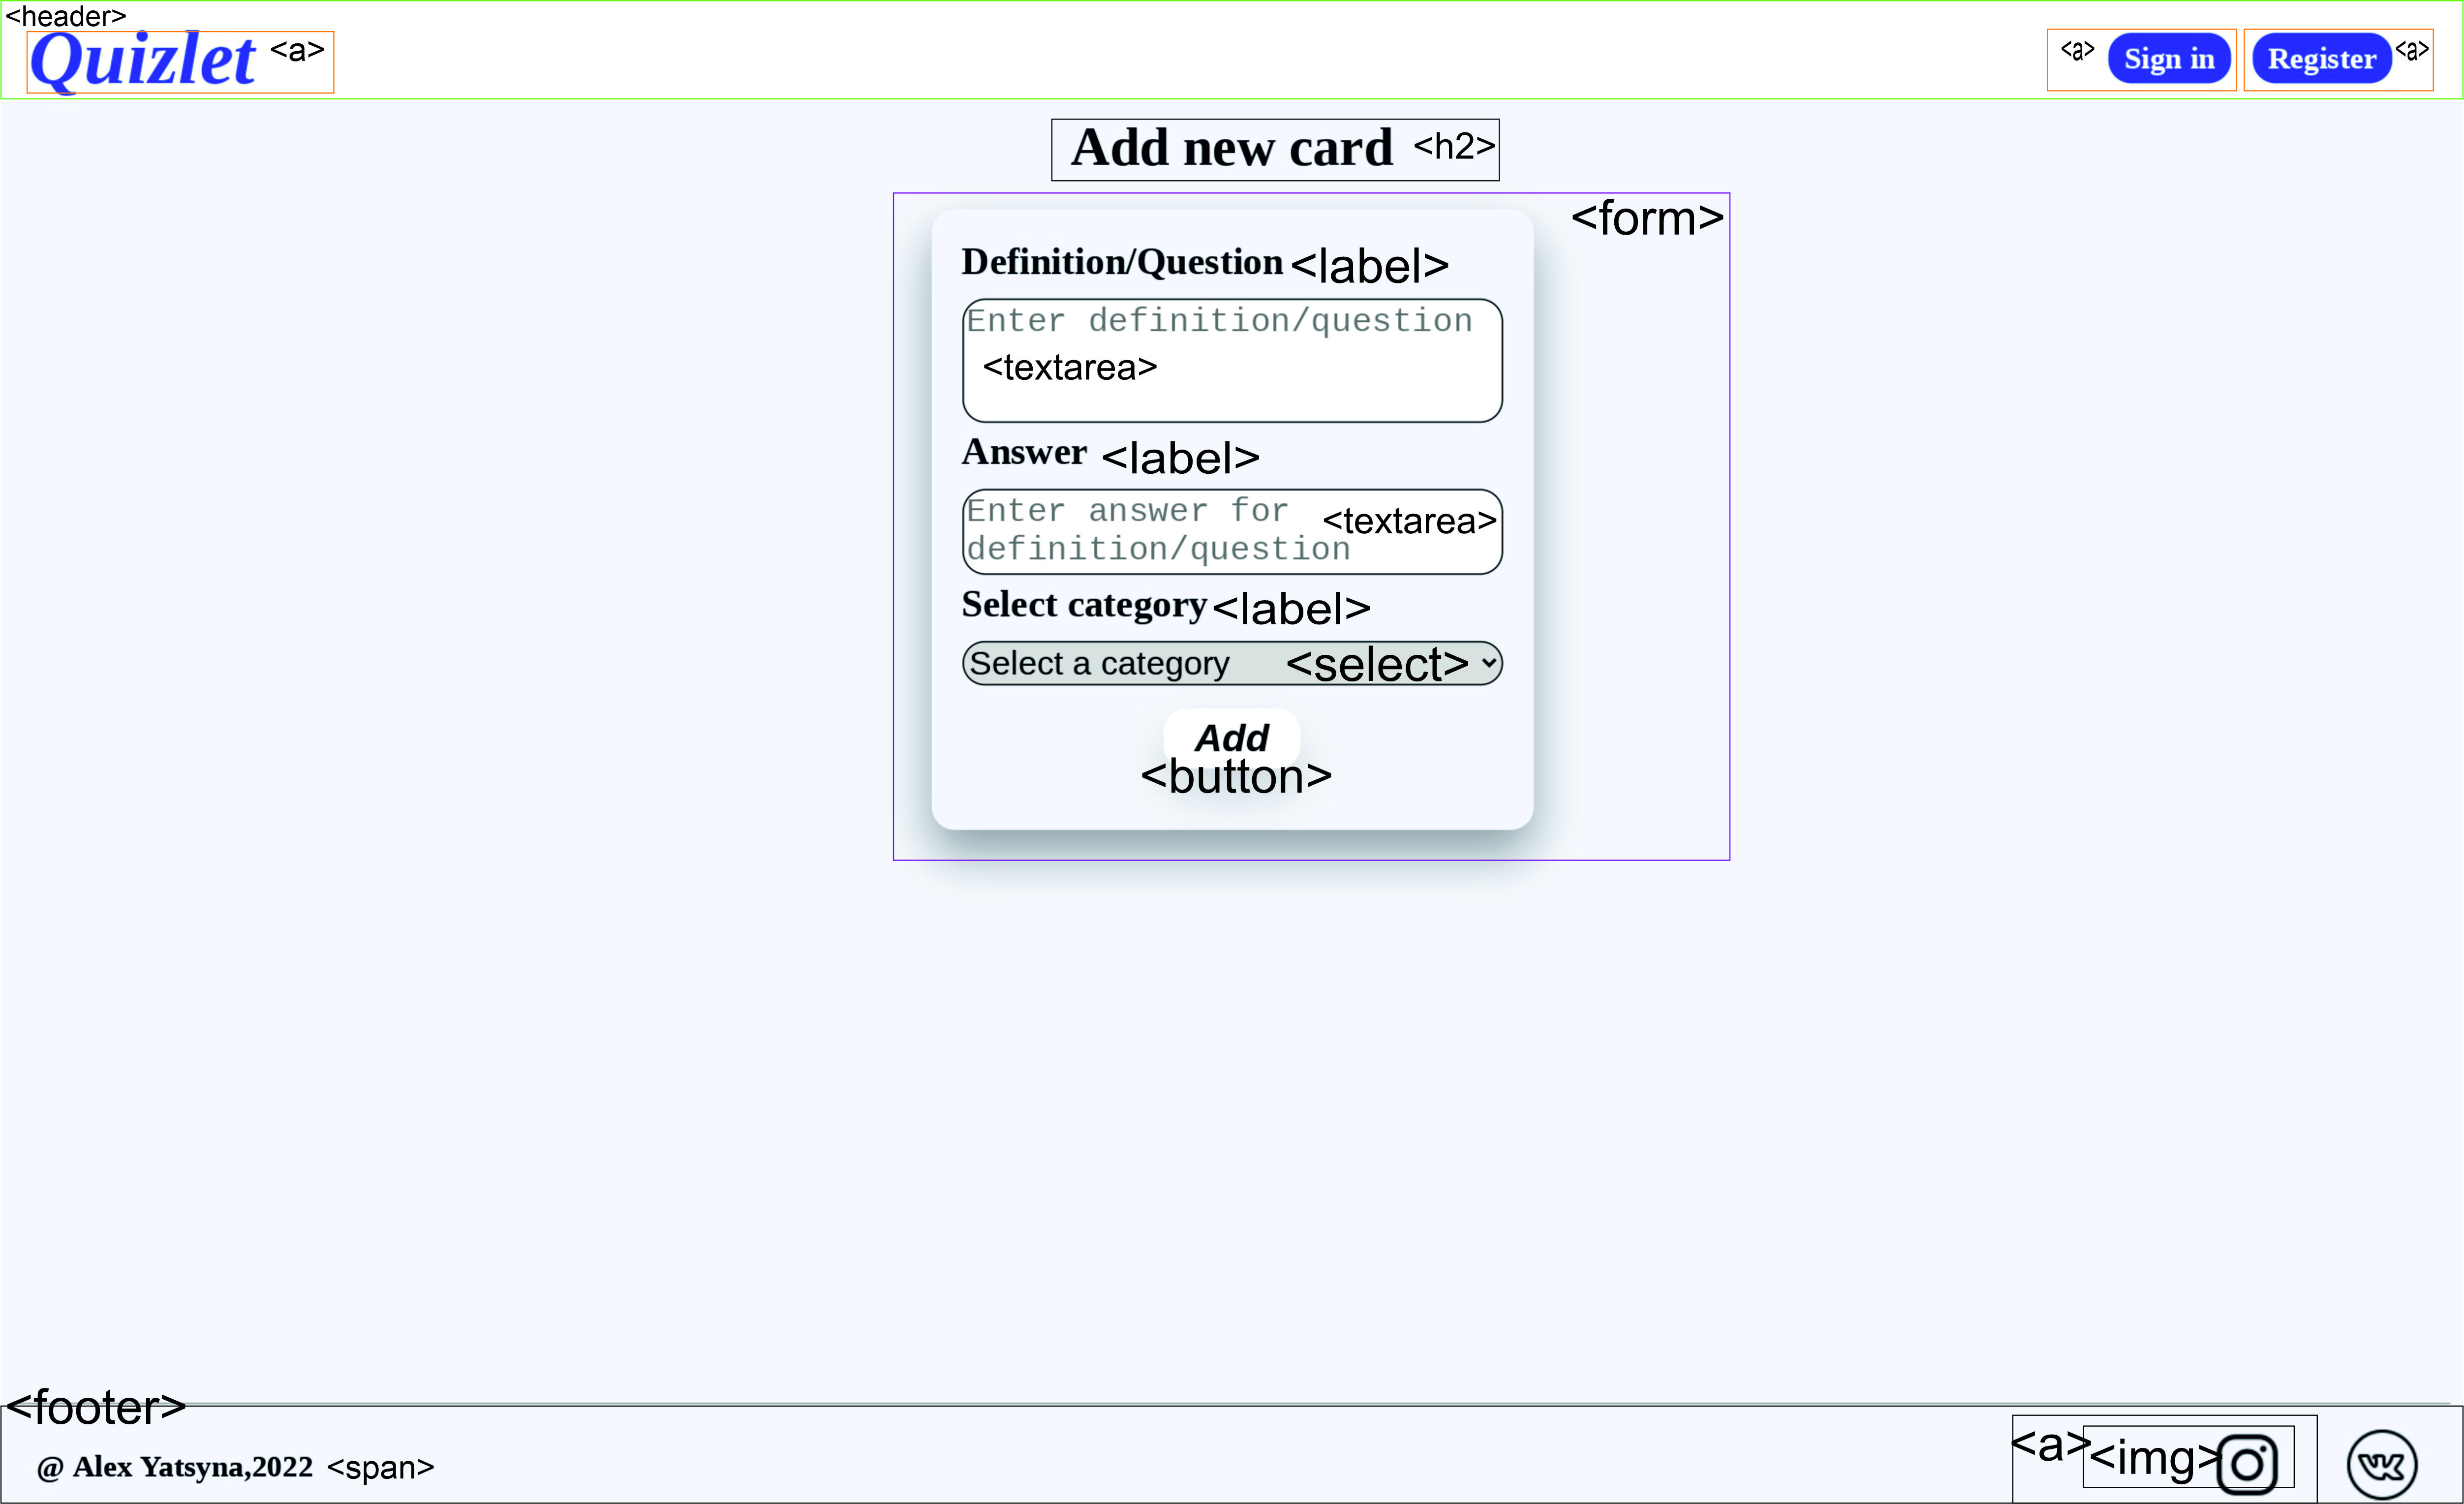 <header>
Quizlet <a>
<a> Sign in Register <a>
Add new card <h2>
<form>
Definition/Question <label>
Enter definition/question
<textarea>
Answer <label>
Enter answer for <textarea>
definition/question
Select category <label>
Select a category <select>
Add
<button>
<footer>
@ Alex Yatsyna,2022 <span>
<a> <img>